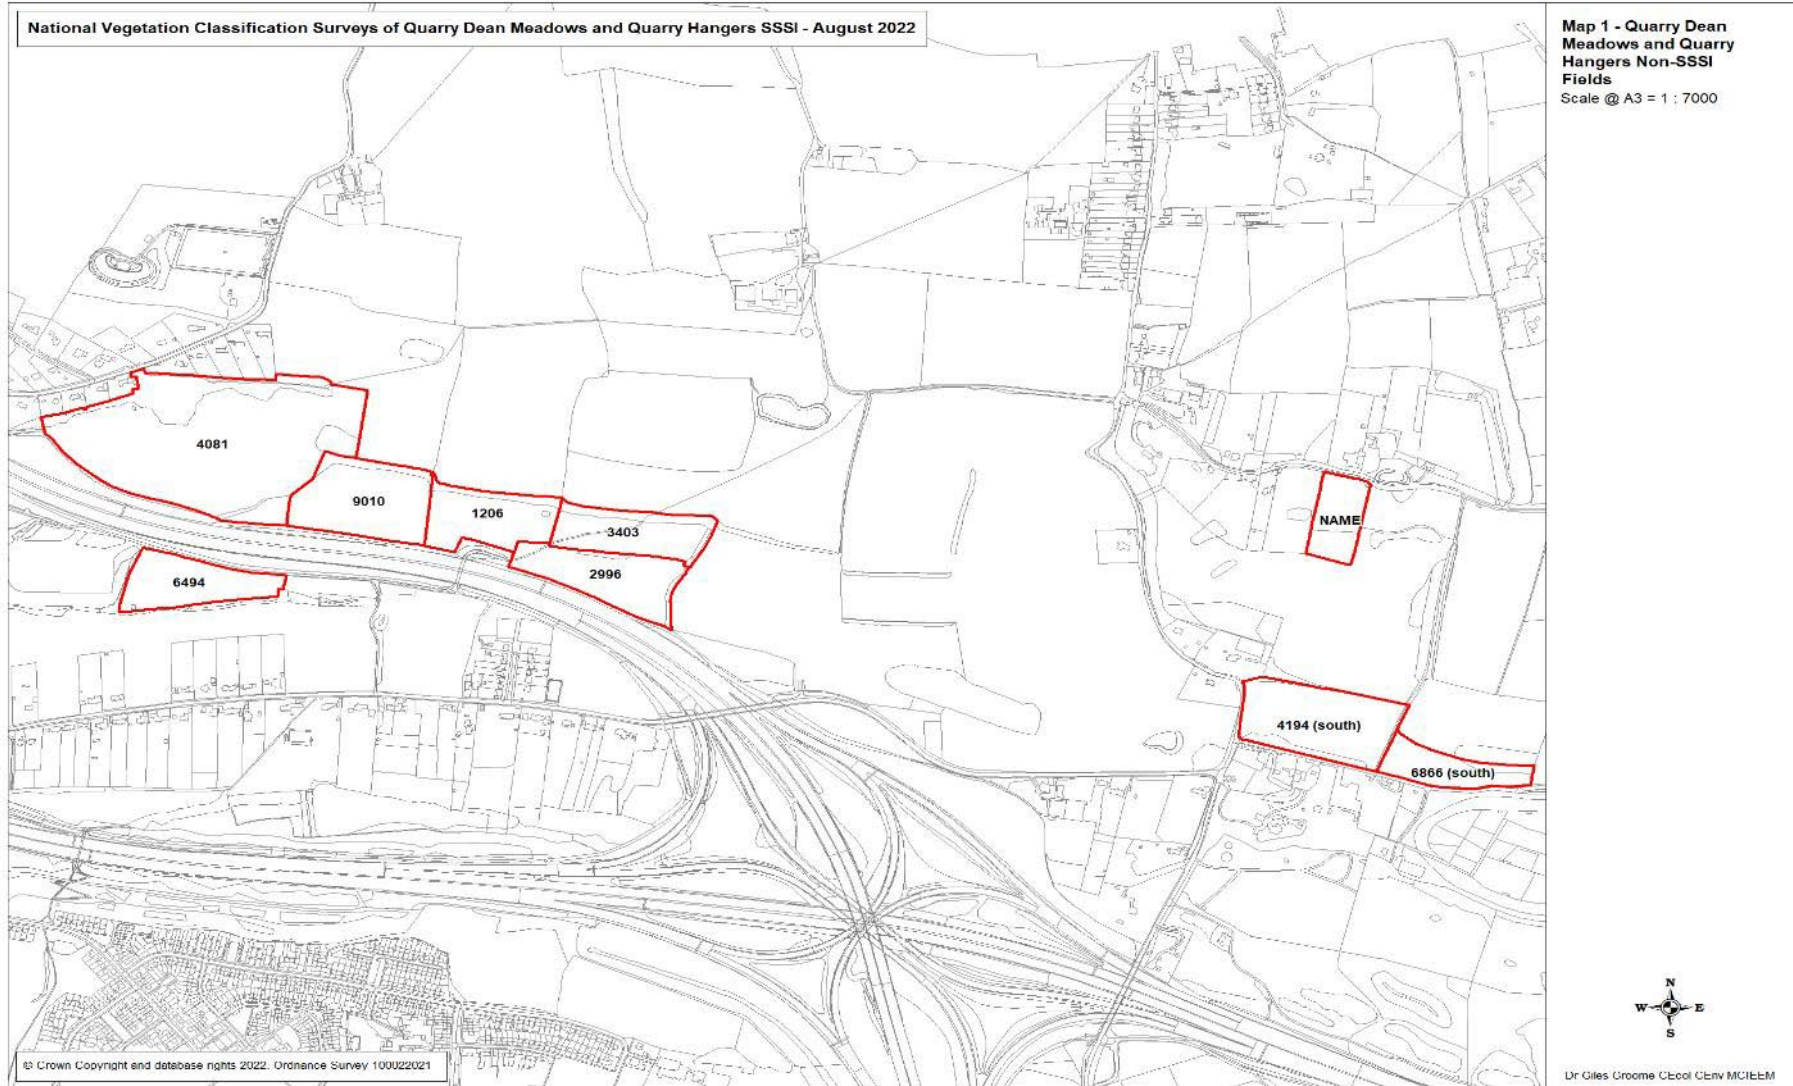 National Vegetation Classification Surveys of Quarry Dean Meadows and Quarry Hangers SSSI - August 2022
Map 1 - Quarry Dean
Meadows and Quarry
Hangers Non-SSSI
Fields
Scale @ A3 = 1 : 7000
4081
9010
1206
3403
2996
6494
NAME
4194 (south)
6866 (south)
N
W E
S
© Crown Copyright and database rights 2022. Ordnance Survey 100022021
Dr Giles Groome CEcol CEnv MCIEEM